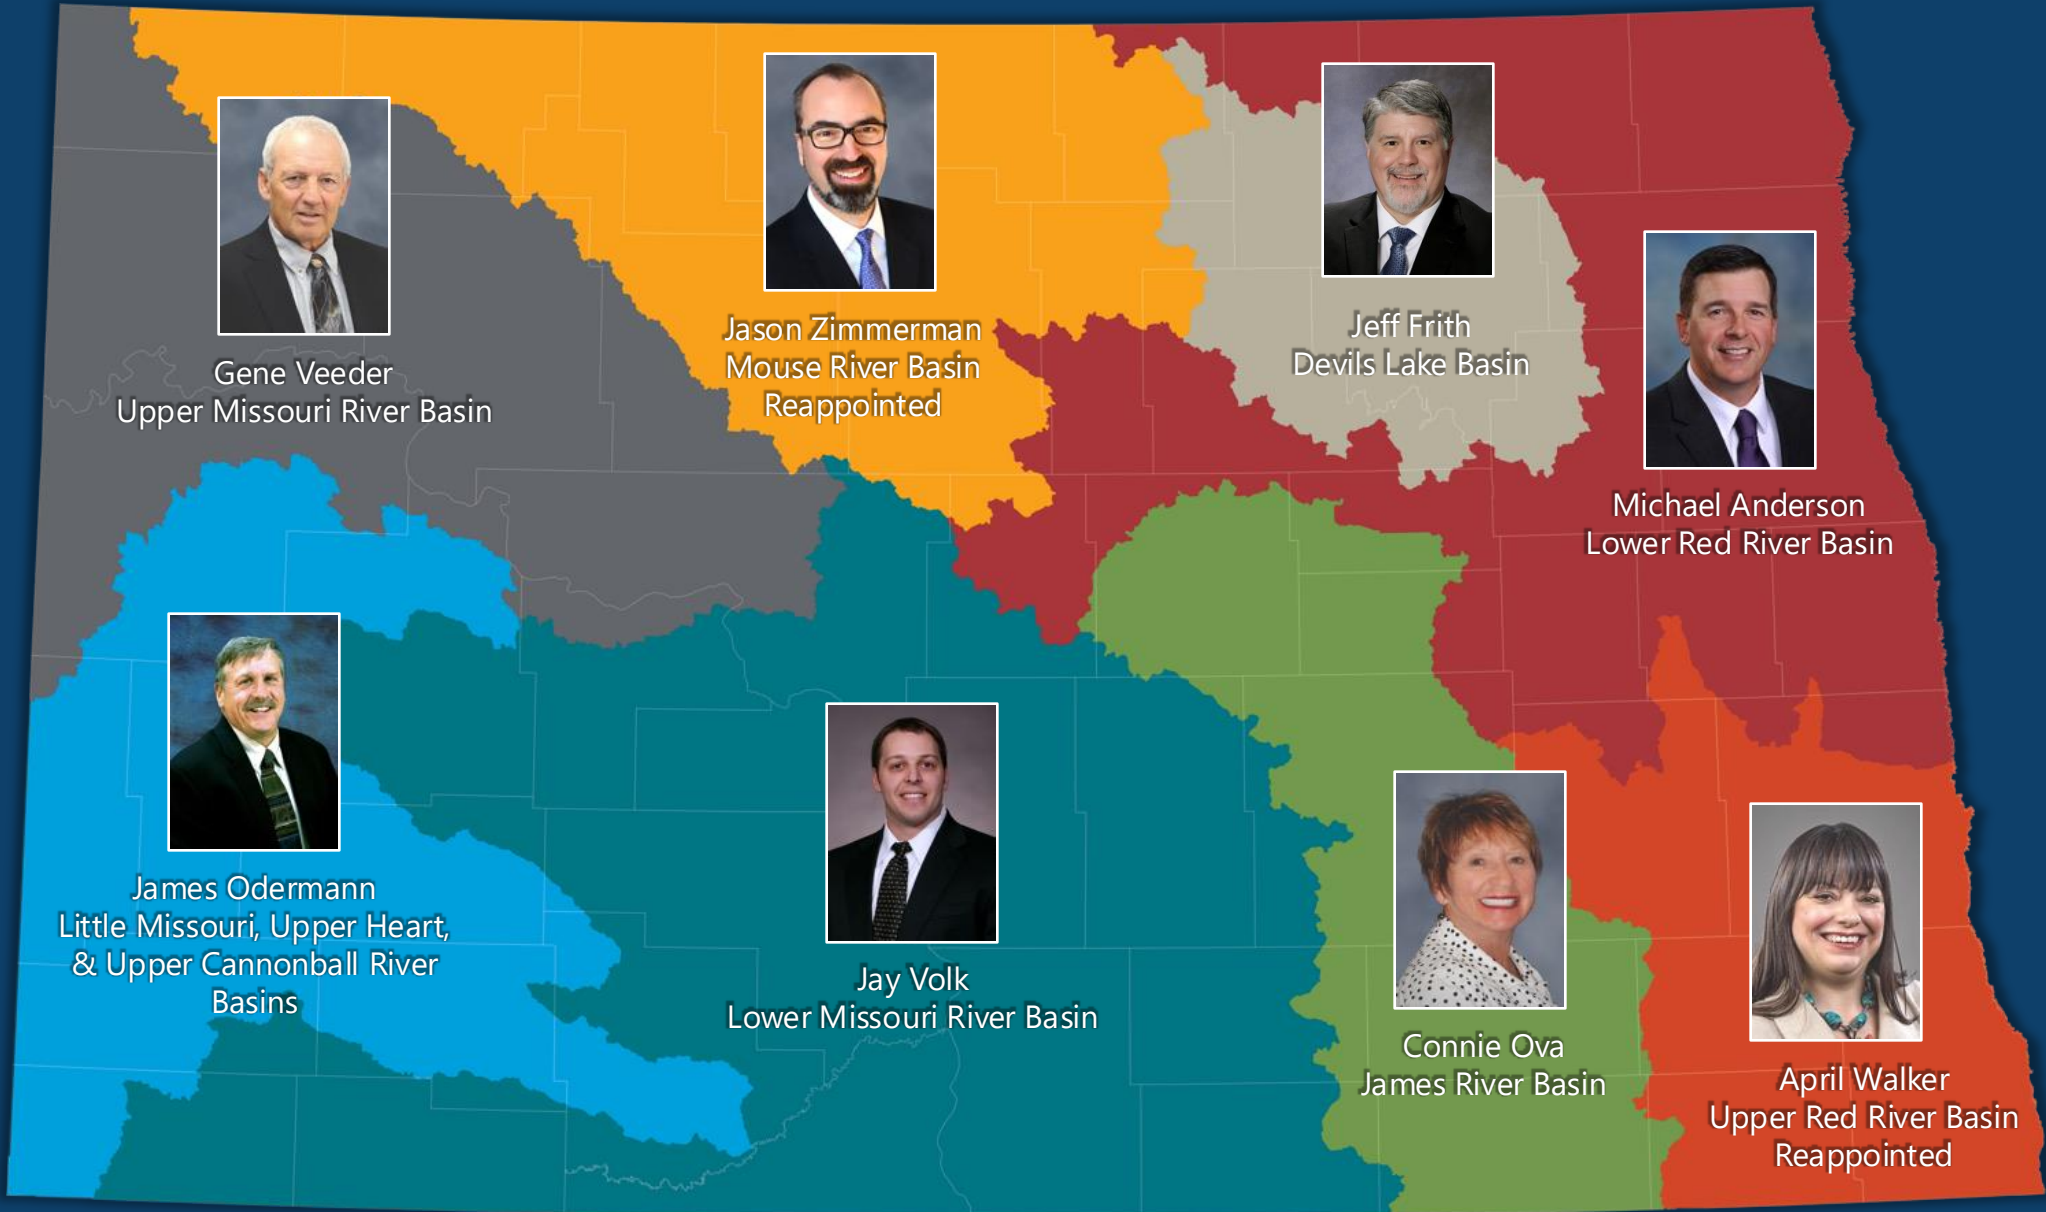 Gene Veeder
Upper Missouri River Basin
Jason Zimmerman
Mouse River Basin
Reappointed
Jeff Frith
Devils Lake Basin
Michael Anderson
Lower Red River Basin
James Odermann
Little Missouri, Upper Heart,
& Upper Cannonball River
Basins
Jay Volk
Lower Missouri River Basin
Connie Ova
James River Basin
April Walker
Upper Red River Basin
Reappointed